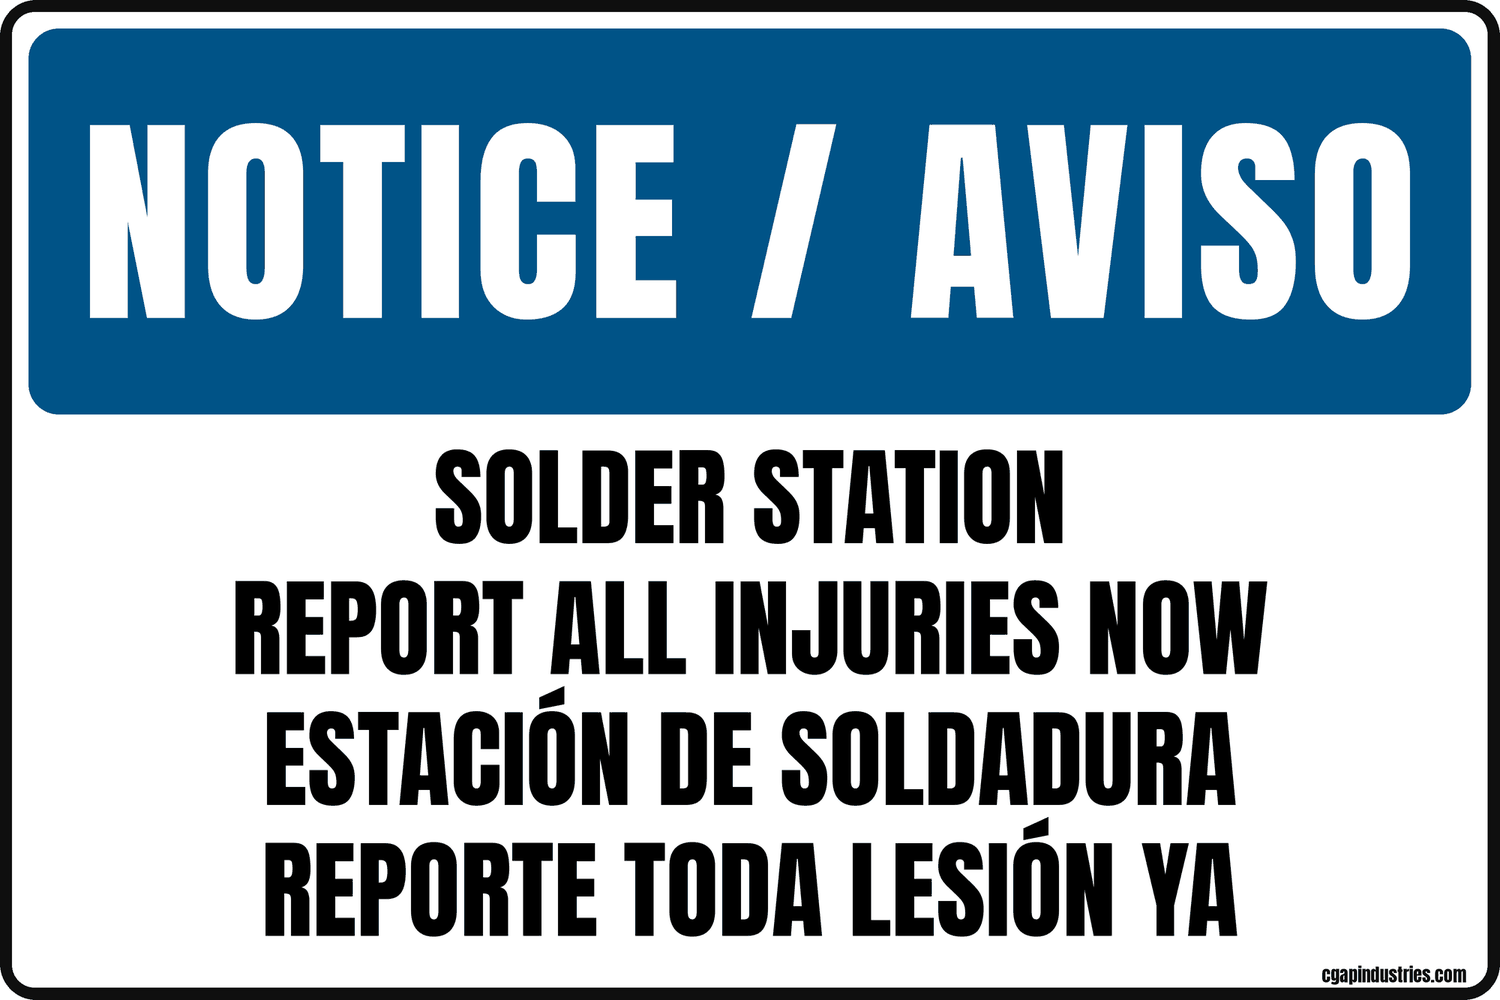 NOTICE / AVISO
SOLDER STATION
REPORT ALL INJURIES NOW
ESTACIÓN DE SOLDADURA
REPORTE TODA LESIÓN YA
cgapindustries.com